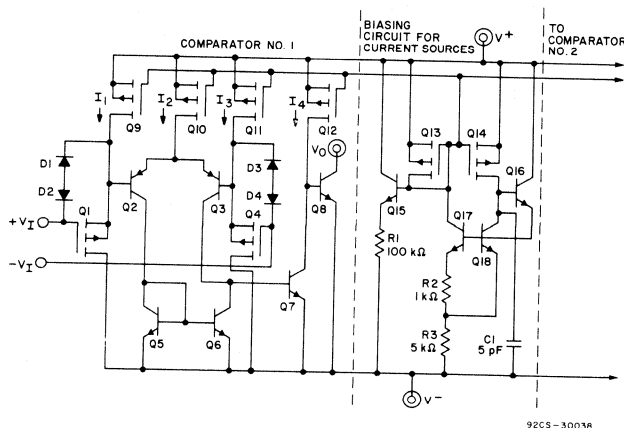 COMPARATOR NO. 1
BIASING
CIRCUIT FOR
CURRENT SOURCES
V+
TO
COMPARATOR
NO. 2
I1
I2
I3
I4
Q9
Q10
Q11
Q12
Q13
Q14
D1
D2
Q1
Q2
Q3
D3
D4
Q4
VO
Q8
Q15
Q16
Q17
Q18
+VI
-VI
R1
100 kΩ
R2
1 kΩ
R3
5 kΩ
C1
5 pF
Q7
Q5
Q6
V-
92CS-30038